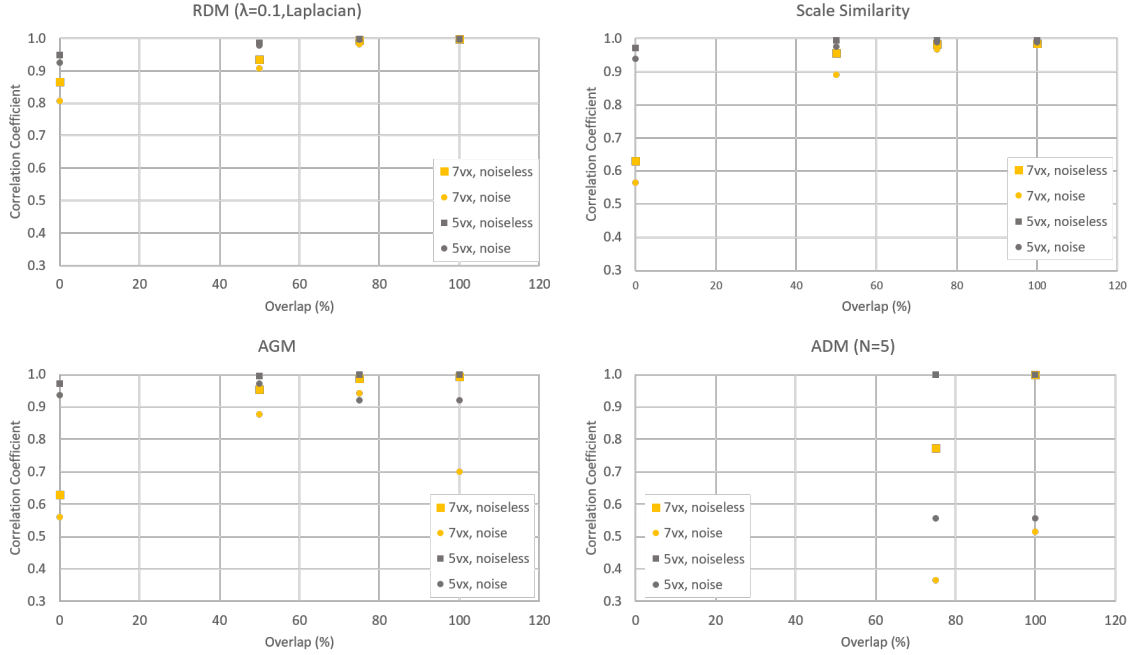 RDM (λ=0.1,Laplacian)
Correlation Coefficient
1.0
0.9
0.8
0.7
0.6
0.5
0.4
0.3
7vx, noiseless
7vx, noise
5vx, noiseless
5vx, noise
0 20 40 60 80 100 120
Overlap (%)
Scale Similarity
Correlation Coefficient
1.0
0.9
0.8
0.7
0.6
0.5
0.4
0.3
7vx, noiseless
7vx, noise
5vx, noiseless
5vx, noise
0 20 40 60 80 100 120
Overlap (%)
AGM
Correlation Coefficient
1.0
0.9
0.8
0.7
0.6
0.5
0.4
0.3
7vx, noiseless
7vx, noise
5vx, noiseless
5vx, noise
0 20 40 60 80 100 120
Overlap (%)
ADM (N=5)
Correlation Coefficient
1.0
0.9
0.8
0.7
0.6
0.5
0.4
0.3
7vx, noiseless
7vx, noise
5vx, noiseless
5vx, noise
0 20 40 60 80 100 120
Overlap (%)